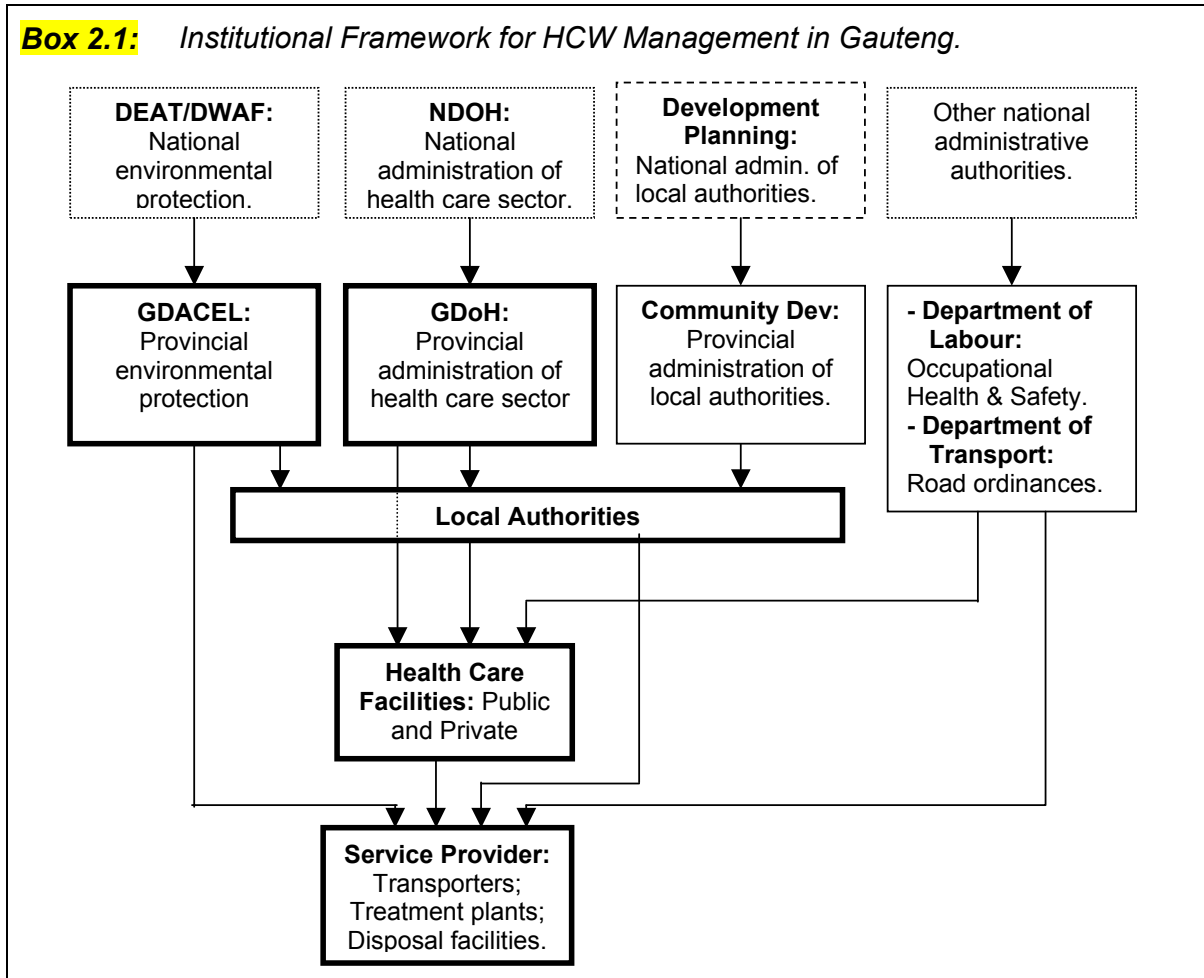 Box 2.1: Institutional Framework for HCW Management in Gauteng.
DEAT/DWAF:
National
environmental
protection.
NDOH:
National
administration of
health care sector.
Development
Planning:
National admin. of
local authorities.
Other national
administrative
authorities.
GDACEL:
Provincial
environmental
protection
GDoH:
Provincial
administration of
health care sector
Community Dev:
Provincial
administration of
local authorities.
- Department of
Labour:
Occupational
Health & Safety.
- Department of
Transport:
Road ordinances.
Local Authorities
Health Care
Facilities: Public
and Private
Service Provider:
Transporters;
Treatment plants;
Disposal facilities.